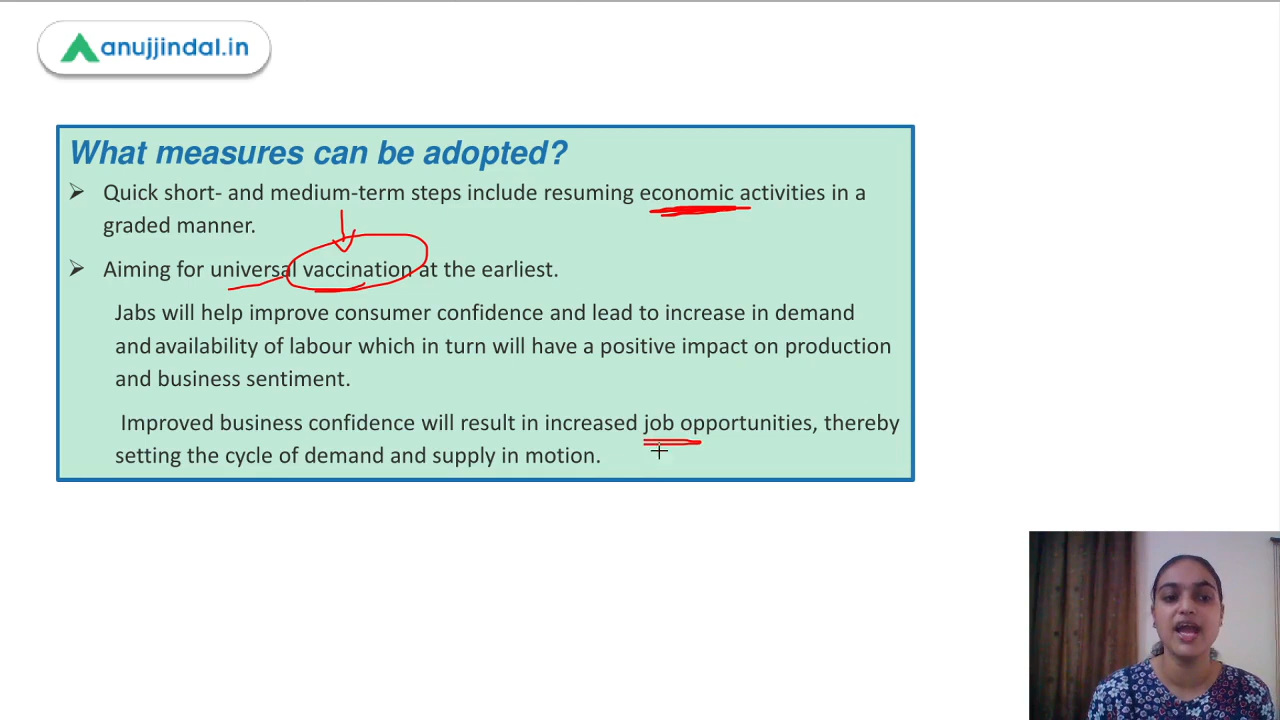 anujjindal.in
What measures can be adopted?
➢ Quick short- and medium-term steps include resuming economic activities in a
graded manner.
➢ Aiming for universal vaccination at the earliest.
Jabs will help improve consumer confidence and lead to increase in demand
and availability of labour which in turn will have a positive impact on production
and business sentiment.
Improved business confidence will result in increased job opportunities, thereby
setting the cycle of demand and supply in motion.